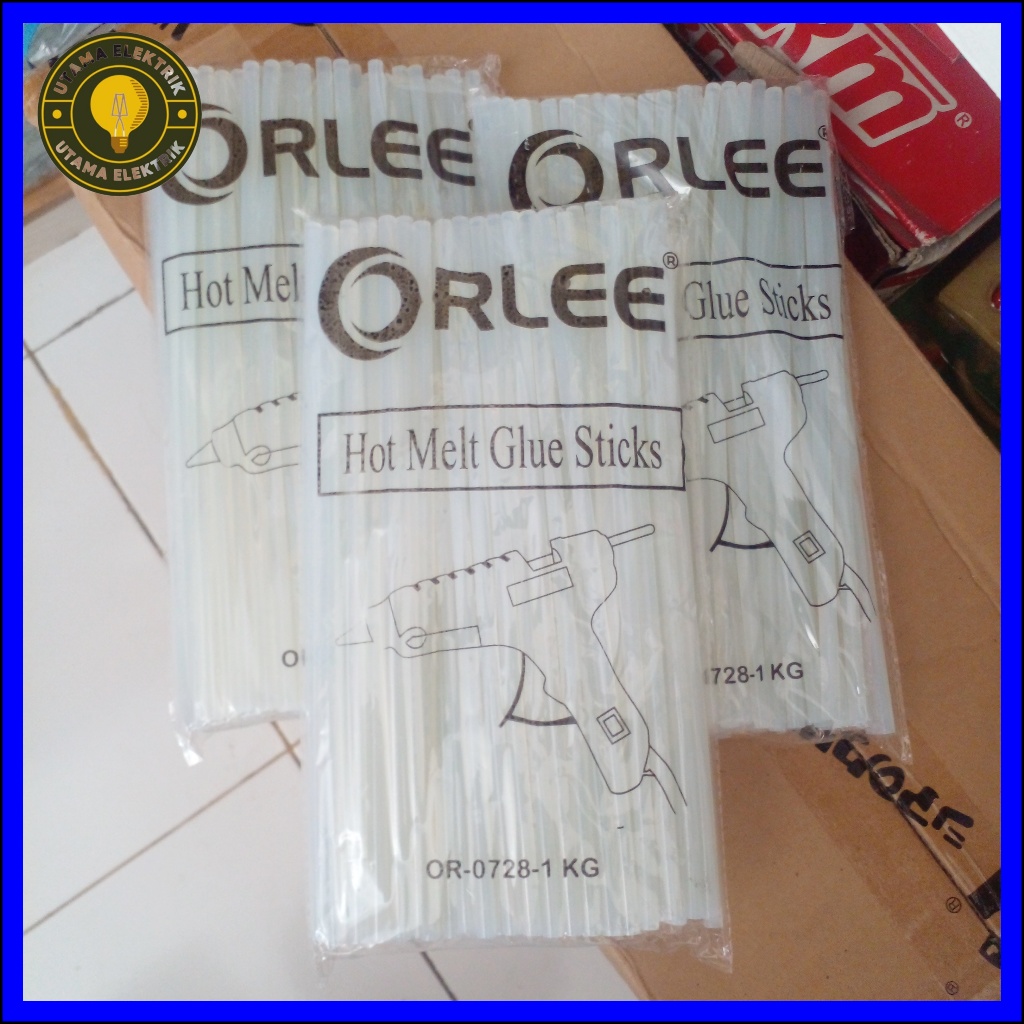 UTAMA ELEKTRIK
UTAMA ELEKTRIK
ORLEE
Hot Mel
ORLEE®
Glue Sticks
728-1 KG
rm®
ORLEE®
Hot Melt Glue Sticks
OR-0728-1 KG